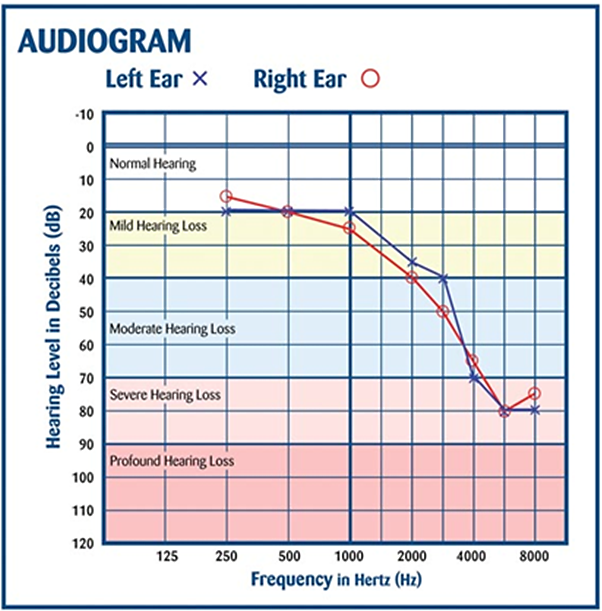 AUDIOGRAM
Left Ear × Right Ear ○
-10
0
Normal Hearing
10
20
Mild Hearing Loss
30
40
50
Moderate Hearing Loss
60
70
Severe Hearing Loss
80
90
Profound Hearing Loss
100
110
120
Hearing Level in Decibels (dB)
125 250 500 1000 2000 4000 8000
Frequency in Hertz (Hz)